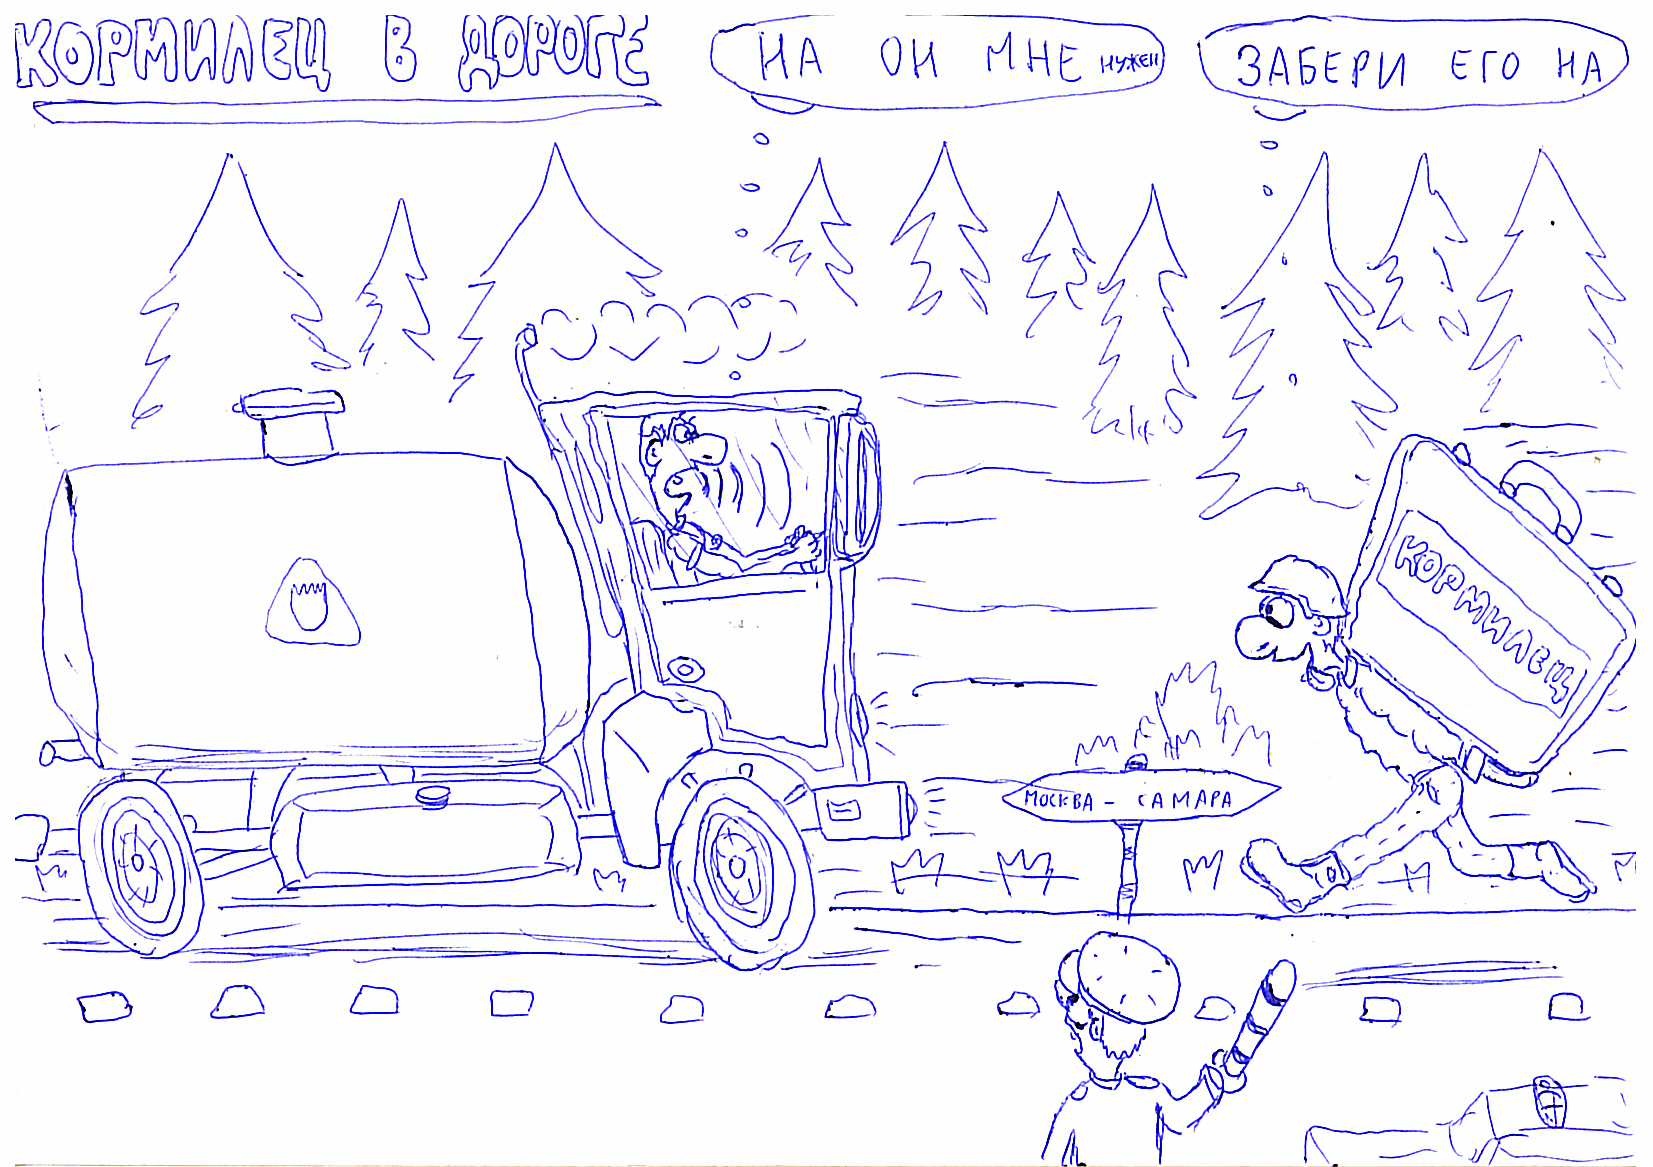 КОРМИЛЕЦ В ДОРОГЕ
НА ОН МНЕ НУЖЕН
ЗАБЕРИ ЕГО НА
КОРМИЛЕЦ
МОСКВА - САМАРА